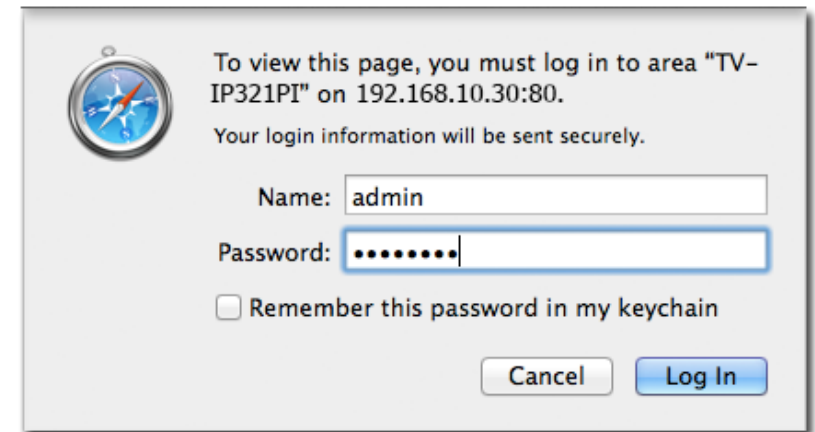 To view this page, you must log in to area "TV-
IP321PI" on 192.168.10.30:80.
Your login information will be sent securely.
Name: admin
Password: ••••••••
Remember this password in my keychain
Cancel Log In